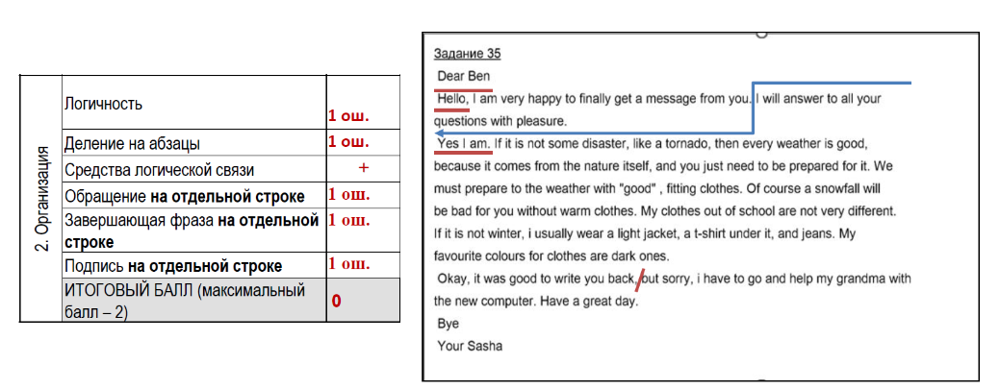 2. Организация
Логичность
1 ош.
Деление на абзацы
1 ош.
Средства логической связи
+
Обращение на отдельной строке
1 ош.
Завершающая фраза на отдельной
строке
1 ош.
Подпись на отдельной строке
1 ош.
ИТОГОВЫЙ БАЛЛ (максимальный
балл – 2)
0
Задание 35
Dear Ben
Hello, I am very happy to finally get a message from you. I will answer to all your
questions with pleasure.
Yes I am. If it is not some disaster, like a tornado, then every weather is good,
because it comes from the nature itself, and you just need to be prepared for it. We
must prepare to the weather with "good" , fitting clothes. Of course a snowfall will
be bad for you without warm clothes. My clothes out of school are not very different.
If it is not winter, i usually wear a light jacket, a t-shirt under it, and jeans. My
favourite colours for clothes are dark ones.
Okay, it was good to write you back, but sorry, i have to go and help my grandma with
the new computer. Have a great day.
Bye
Your Sasha